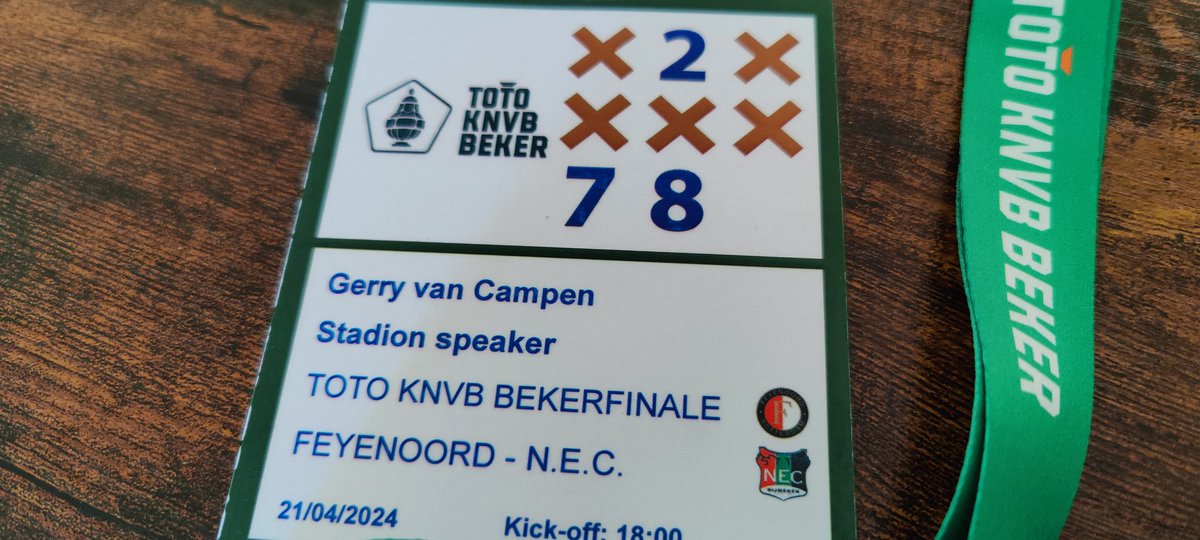 TOTO
KNVB
BEKER
2
7 8
Gerry van Campen
Stadion speaker
TOTO KNVB BEKERFINALE
FEYENOORD - N.E.C.
NEC
NIJMEGEN
21/04/2024
Kick-off: 18:00
TOTO KNVB BEKER